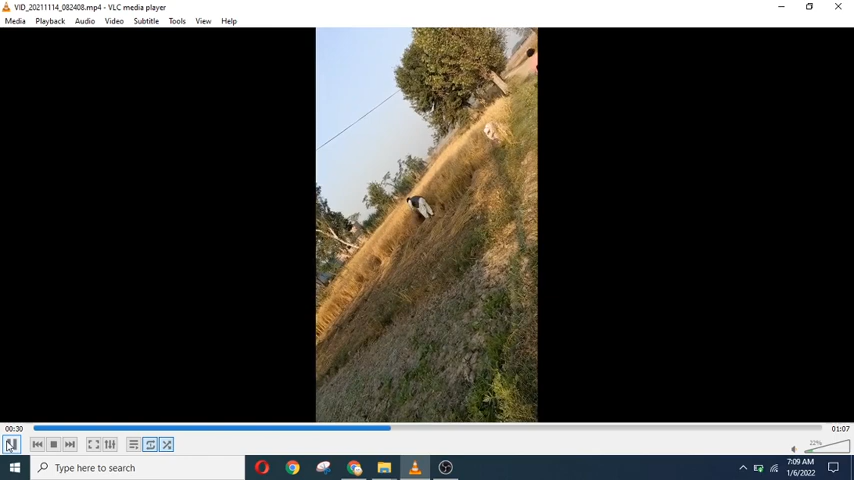 VID_20211114_082408.mp4 - VLC media player
Media Playback Audio Video Subtitle Tools View Help
00:30 01:07
22%
Type here to search
7:09 AM
1/6/2022